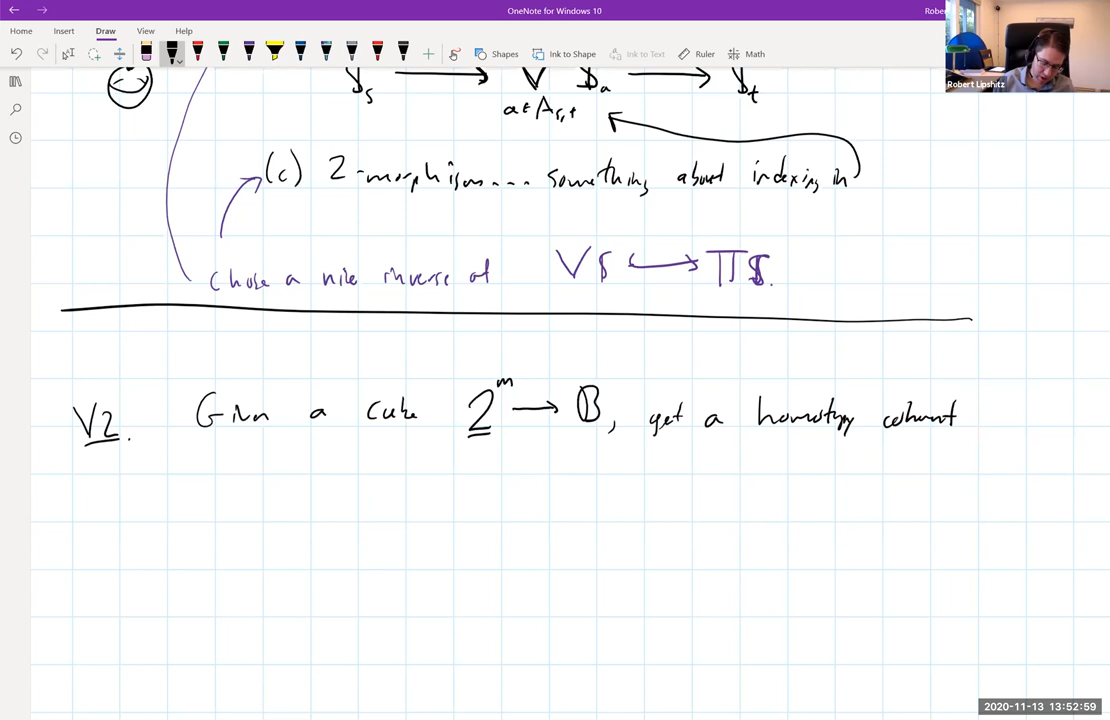 OneNote for Windows 10
Rober
Home Insert Draw View Help
Shapes Ink to Shape Ink to Text Ruler Math
Robert Lipshitz
a∈A_{s,t}
(c) 2-morphisms... something about indexing in
Chose a nice inverse of V$ ↔ Π$.
V2. Given a cube 2^m → 𝔹, get a homotopy coherent
2020-11-13 13:52:59